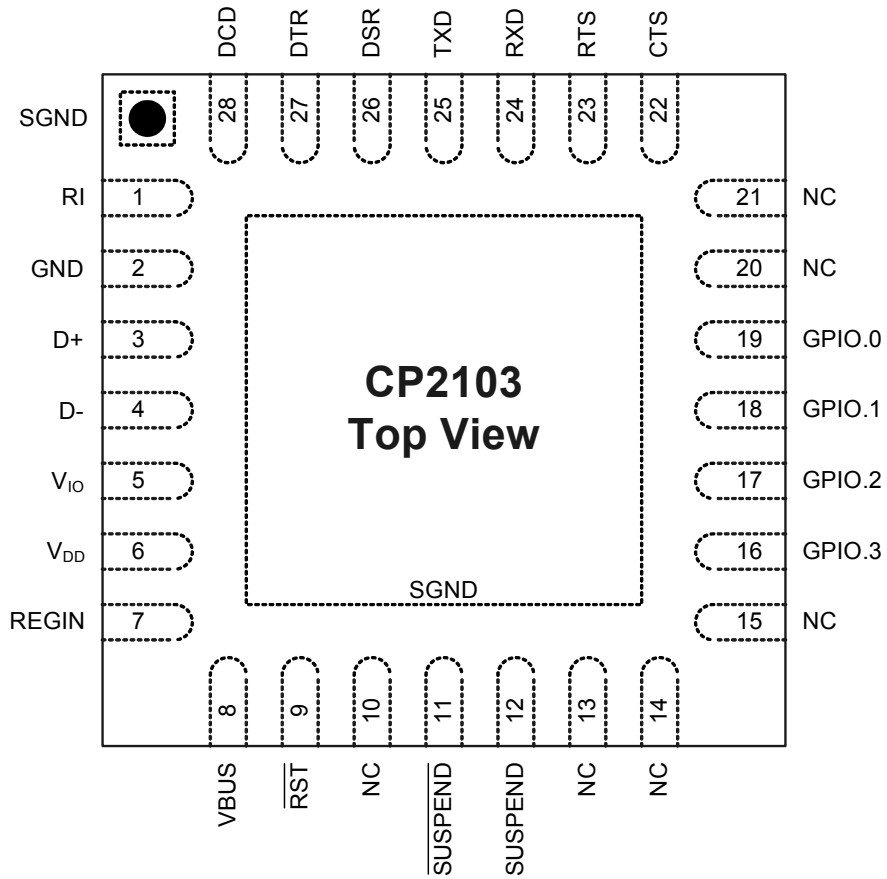 DCD
DTR
DSR
TXD
RXD
RTS
CTS
28
27
26
25
24
23
22
SGND
RI
1
21
NC
GND
2
20
NC
D+
3
19
GPIO.0
D-
4
18
GPIO.1
VIO
5
17
GPIO.2
VDD
6
16
GPIO.3
REGIN
7
15
NC
CP2103
Top View
SGND
8
9
10
11
12
13
14
VBUS
RST
NC
SUSPEND
SUSPEND
NC
NC